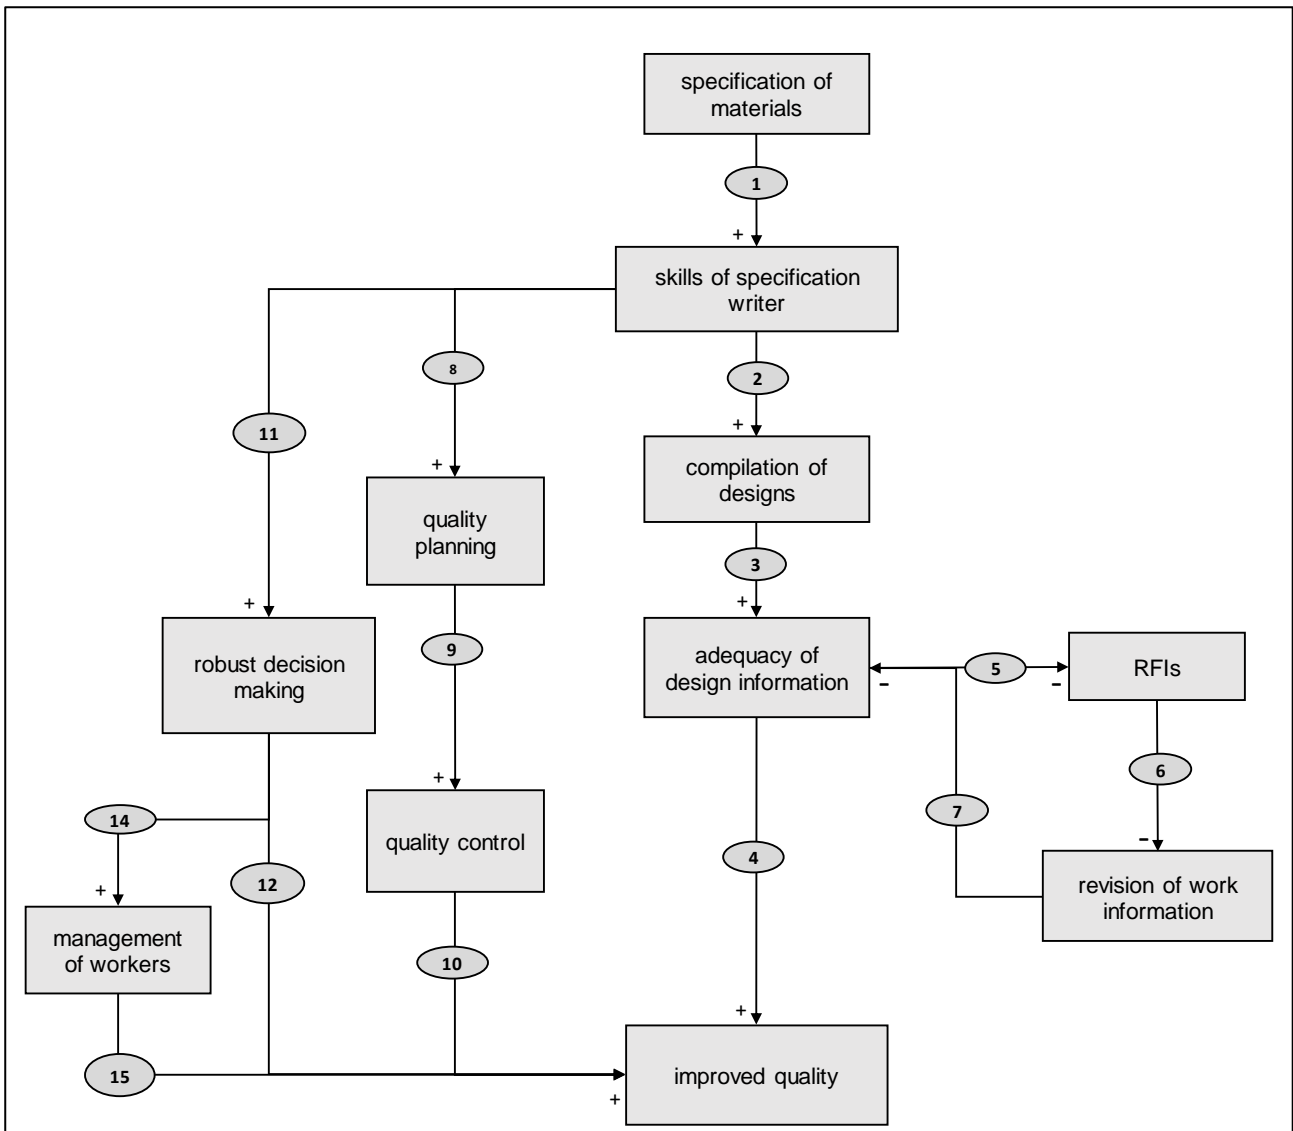 specification of
materials
1
+
skills of specification
writer
8
2
11
+
+
compilation of
designs
quality
planning
3
+
+
robust decision
making
9
adequacy of
design information
-
5
-
RFIs
6
+
quality control
14
12
7
4
-
revision of work
information
+
management
of workers
10
+
15
improved quality
+